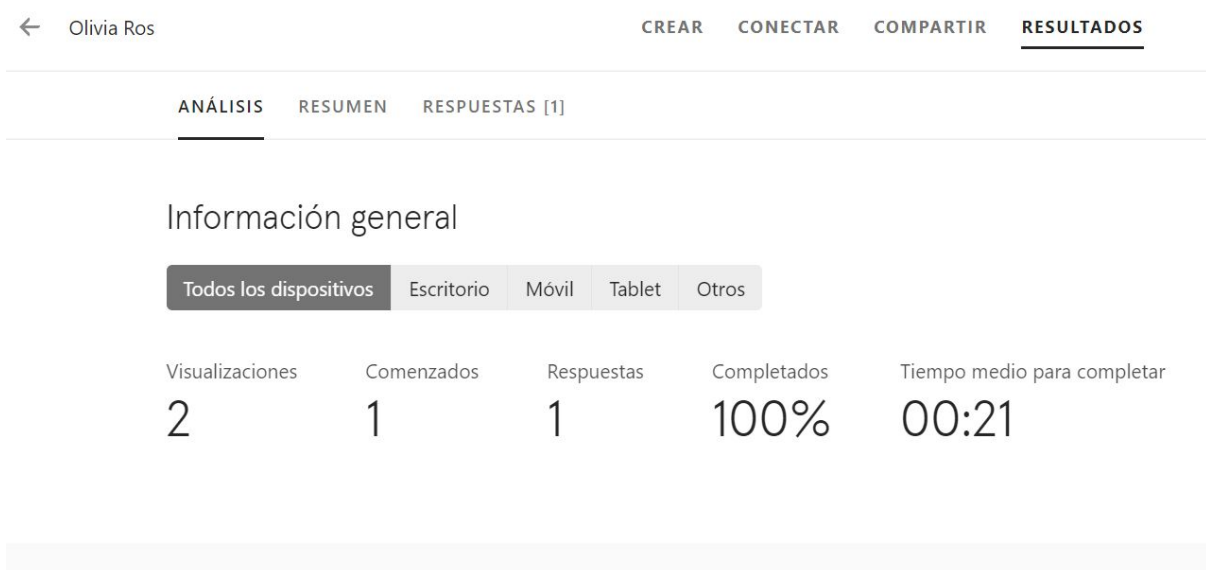 ← Olivia Ros CREAR CONECTAR COMPARTIR RESULTADOS
ANÁLISIS RESUMEN RESPUESTAS [1]
Información general
Todos los dispositivos Escritorio Móvil Tablet Otros
Visualizaciones Comenzados Respuestas Completados Tiempo medio para completar
2 1 1 100% 00:21